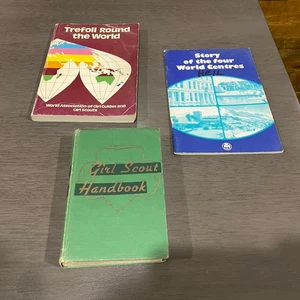 Trefoil Round
the World
World Association of Girl Guides and
Girl Scouts
Story
of the four
World Centres
Girl Scout
Handbook